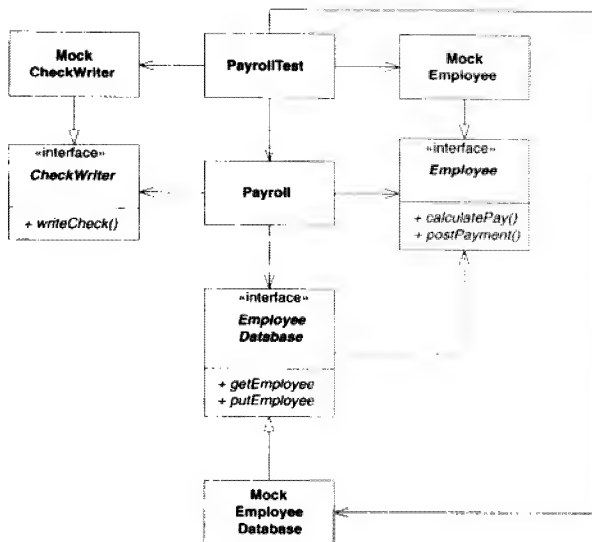 Mock
CheckWriter
PayrollTest
Mock
Employee
«interface»
CheckWriter
+ writeCheck()
Payroll
«interface»
Employee
+ calculatePay()
+ postPayment()
«interface»
Employee
Database
+ getEmployee
+ putEmployee
Mock
Employee
Database